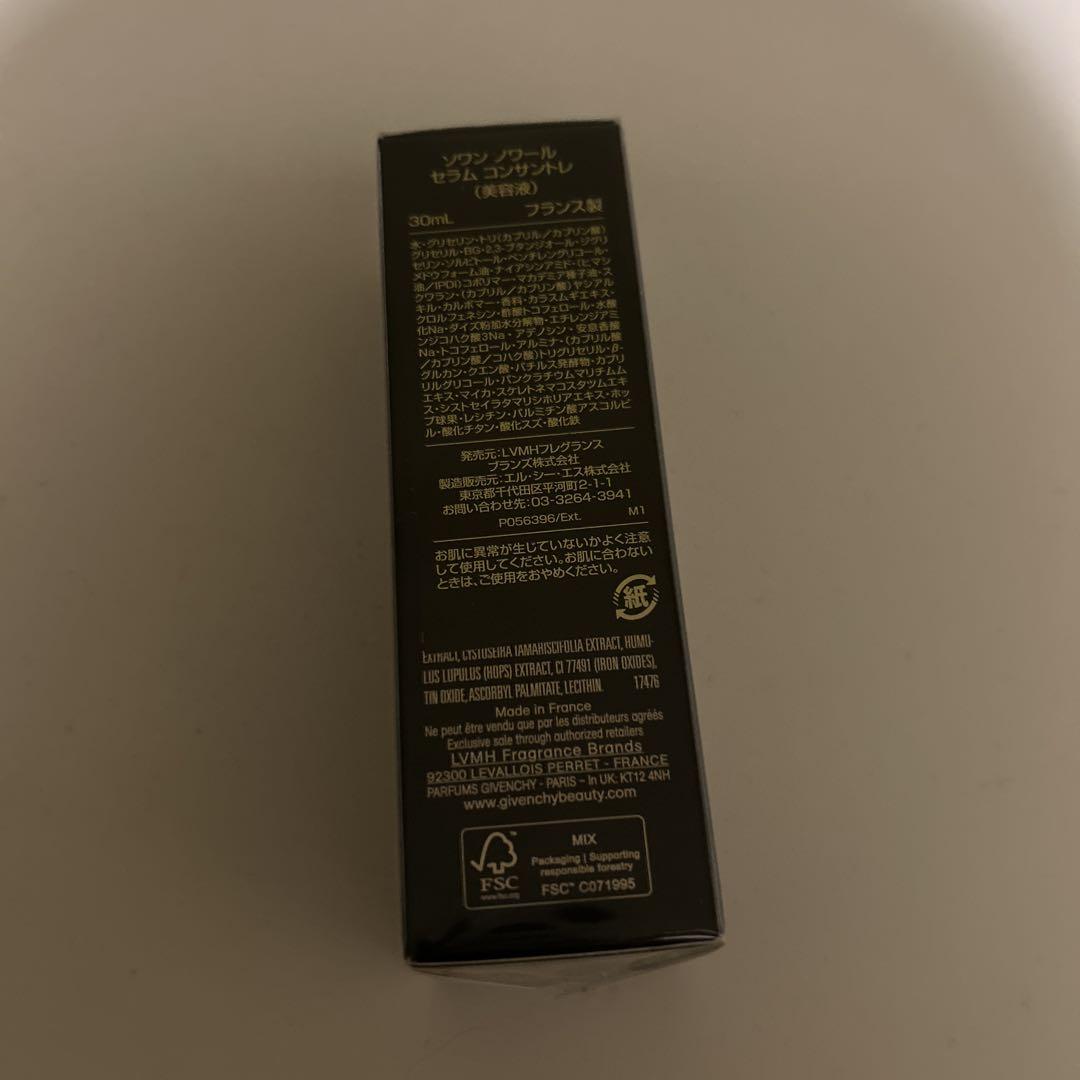 ソワン ノワール
セラム コンサントレ
(美容液)
30mL フランス製
水・グリセリン・トリ(カプリル/カプリン酸)
グリセリル・BG・2,3-ブタンジオール・ジグリ
セリン・ソルビトール・ペンチレングリコール・
メドウフォーム油・ナイアシンアミド・(ヒマシ
油/IPDI)コポリマー・マカデミア種子油・ス
クワラン・(カプリル/カプリン酸)ヤシアル
キル・カルボマー・香料・カラスムギエキス・
クロルフェネシン・酢酸トコフェロール・水酸
化Na・ダイズ粉加水分解物・エチレンジアミ
ンジコハク酸3Na・アデノシン・安息香酸
Na・トコフェロール・アルミナ・(カプリル酸
/カプリン酸/コハク酸)トリグリセリル・β-
グルカン・クエン酸・バチルス発酵物・カプリ
リルグリコール・パンクラチウムマリチムム
エキス・マイカ・スケレトネマコスタツムエキ
ス・シストセイラタマリシホリアエキス・ホッ
プ球果・レシチン・パルミチン酸アスコルビ
ル・酸化チタン・酸化スズ・酸化鉄
発売元:LVMHフレグランス
ブランズ株式会社
製造販売元:エル・シー・エス株式会社
東京都千代田区平河町2-1-1
お問い合わせ先:03-3264-3941
P056396/Ext. M1
お肌に異常が生じていないかよく注意
して使用してください。お肌に合わない
ときは、ご使用をおやめください。
紙
EXTRACT, CYSTOSEIRA TAMARISCIFOLIA EXTRACT, HUMU-
LUS LUPULUS (HOPS) EXTRACT, CI 77491 (IRON OXIDES),
TIN OXIDE, ASCORBYL PALMITATE, LECITHIN. 17476
Made in France
Ne peut être vendu que par les distributeurs agréés
Exclusive sale through authorized retailers
LVMH Fragrance Brands
92300 LEVALLOIS PERRET - FRANCE
PARFUMS GIVENCHY - PARIS - In UK: KT12 4NH
www.givenchybeauty.com
FSC™
www.fsc.org
MIX
Packaging | Supporting
responsible forestry
FSC™ C071995